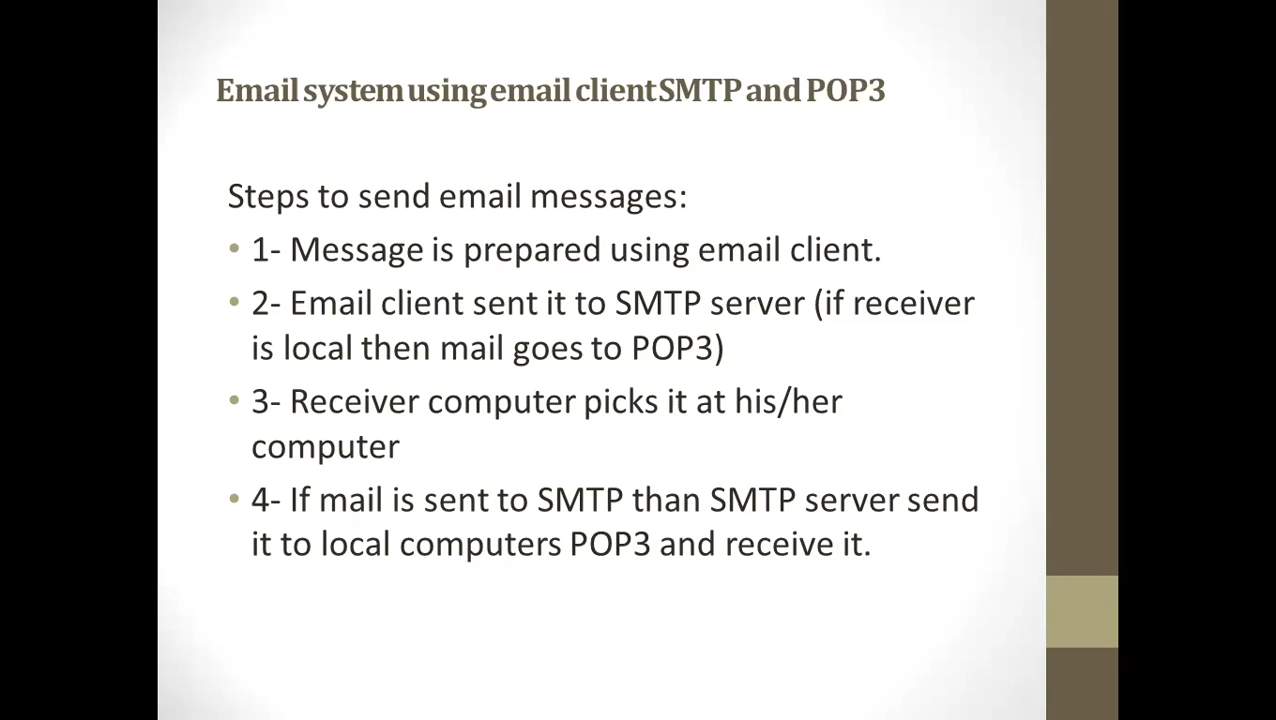 Email system using email client SMTP and POP3
Steps to send email messages:
• 1- Message is prepared using email client.
• 2- Email client sent it to SMTP server (if receiver
is local then mail goes to POP3)
• 3- Receiver computer picks it at his/her
computer
• 4- If mail is sent to SMTP than SMTP server send
it to local computers POP3 and receive it.